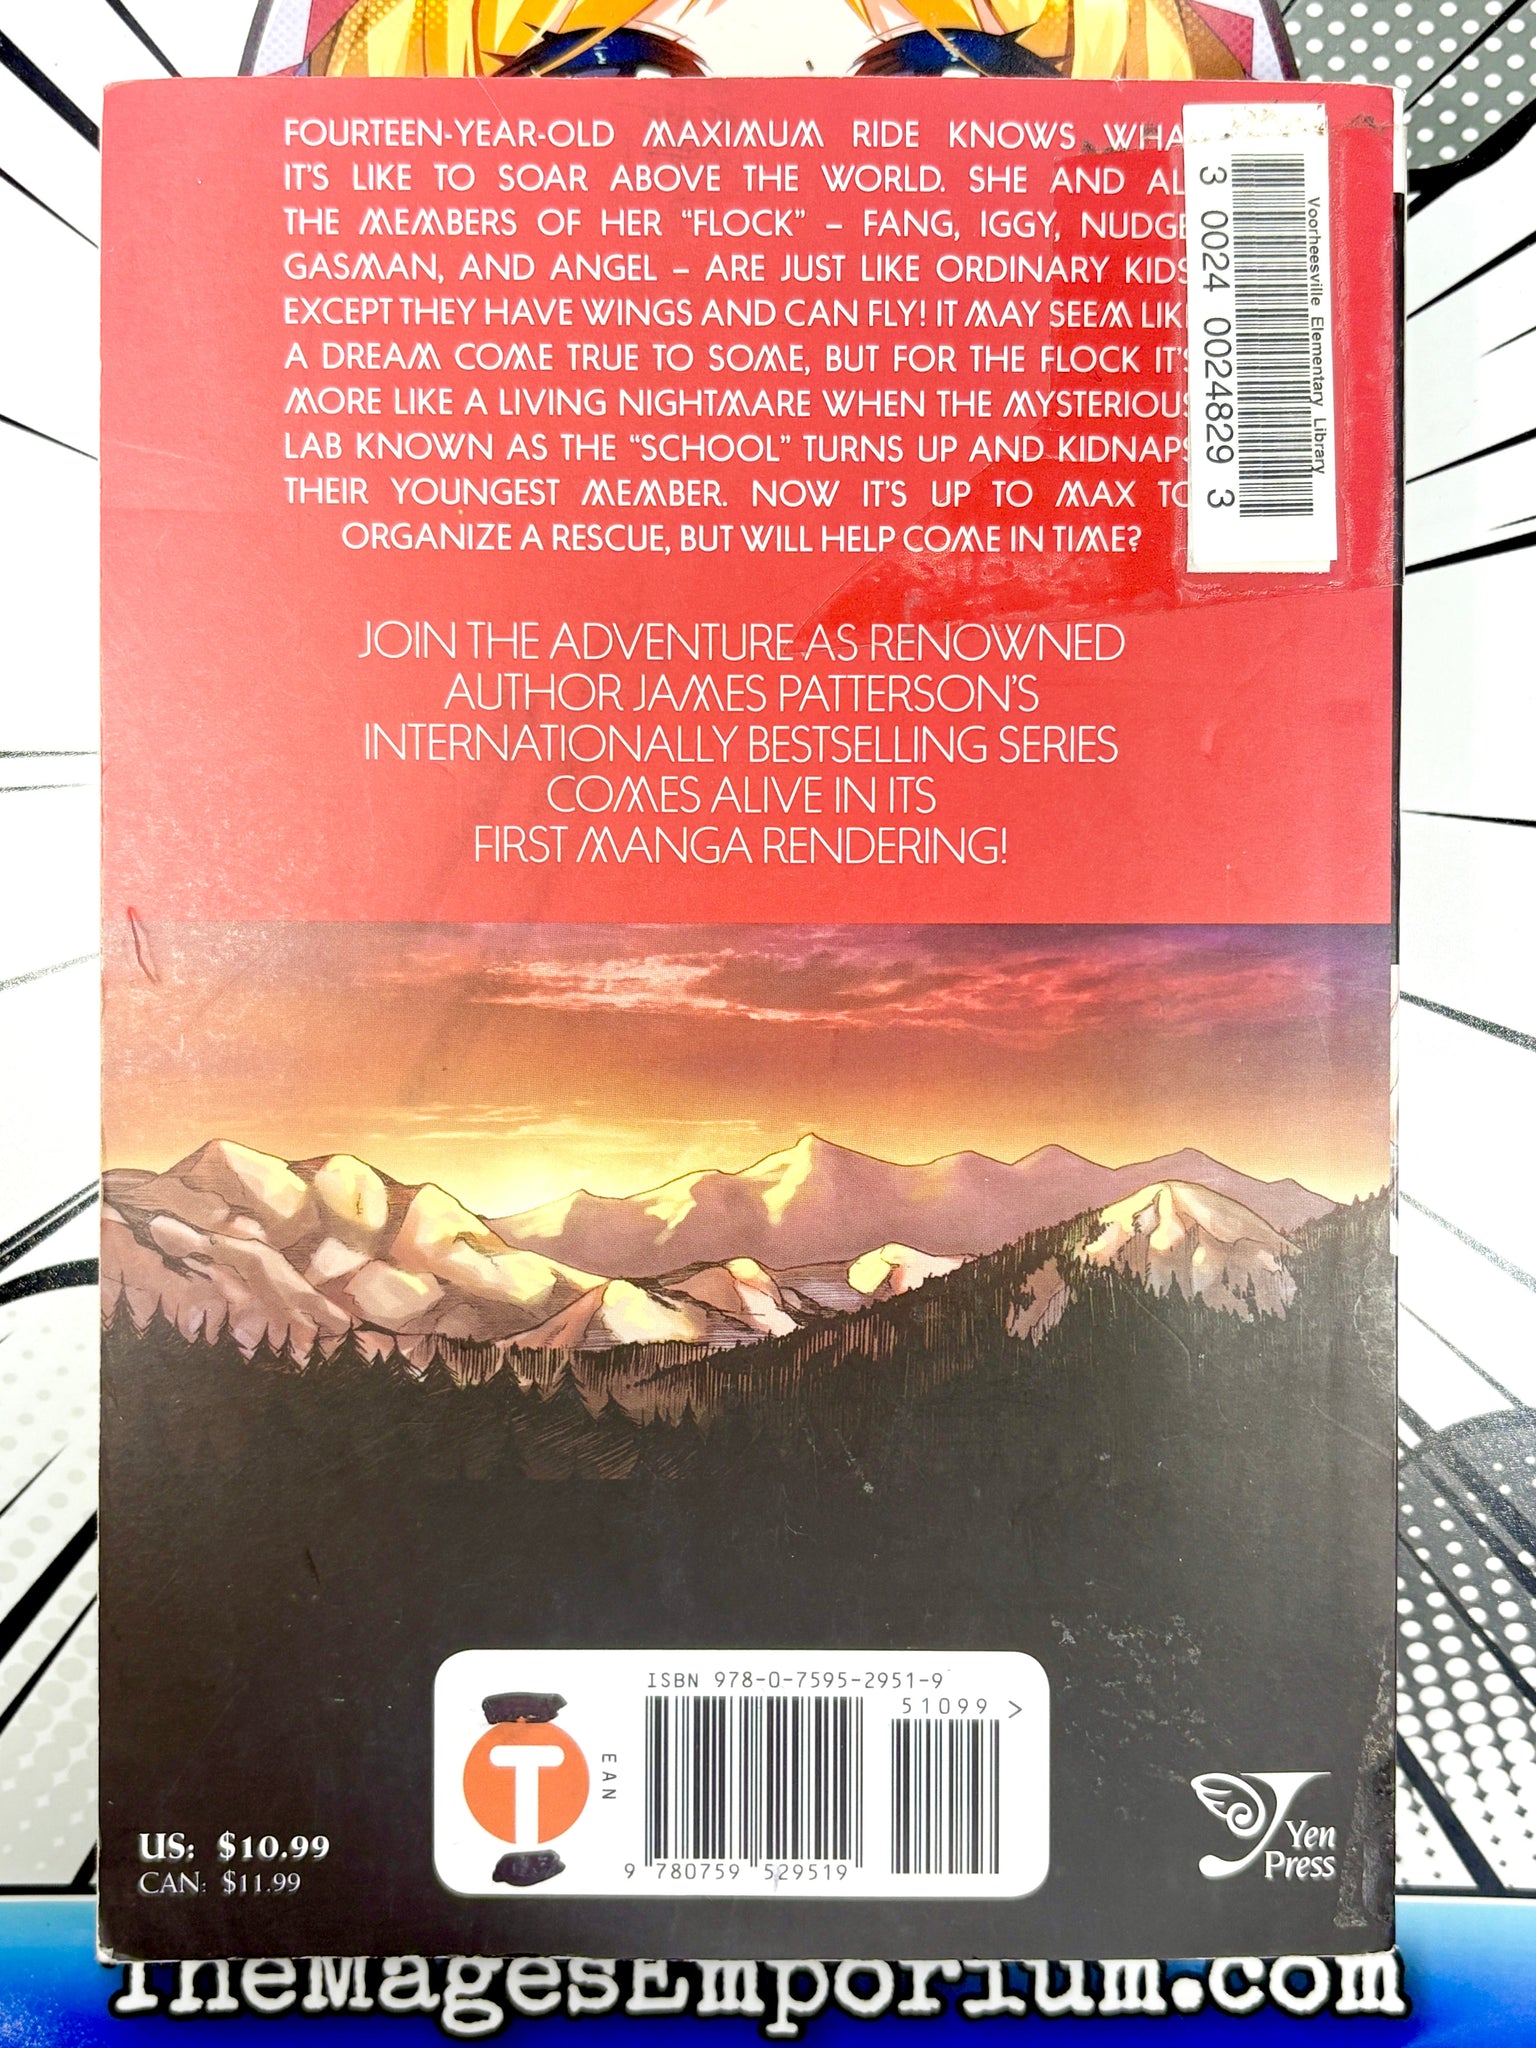 FOURTEEN-YEAR-OLD MAXIMUM RIDE KNOWS WHA
IT'S LIKE TO SOAR ABOVE THE WORLD. SHE AND AL
THE MEMBERS OF HER "FLOCK" – FANG, IGGY, NUDGE
GASMAN, AND ANGEL – ARE JUST LIKE ORDINARY KIDS
EXCEPT THEY HAVE WINGS AND CAN FLY! IT MAY SEEM LIK
A DREAM COME TRUE TO SOME, BUT FOR THE FLOCK IT'S
MORE LIKE A LIVING NIGHTMARE WHEN THE MYSTERIOUS
LAB KNOWN AS THE "SCHOOL" TURNS UP AND KIDNAPS
THEIR YOUNGEST MEMBER. NOW IT'S UP TO MAX TO
ORGANIZE A RESCUE, BUT WILL HELP COME IN TIME?
Voorheesville Elementary Library
3 0024 0024829 3
JOIN THE ADVENTURE AS RENOWNED
AUTHOR JAMES PATTERSON'S
INTERNATIONALLY BESTSELLING SERIES
COMES ALIVE IN ITS
FIRST MANGA RENDERING!
ISBN 978-0-7595-2951-9
51099 >
T
EAN
9 780759 529519
US: $10.99
CAN: $11.99
Yen
Press
TheMagesEmporium.com